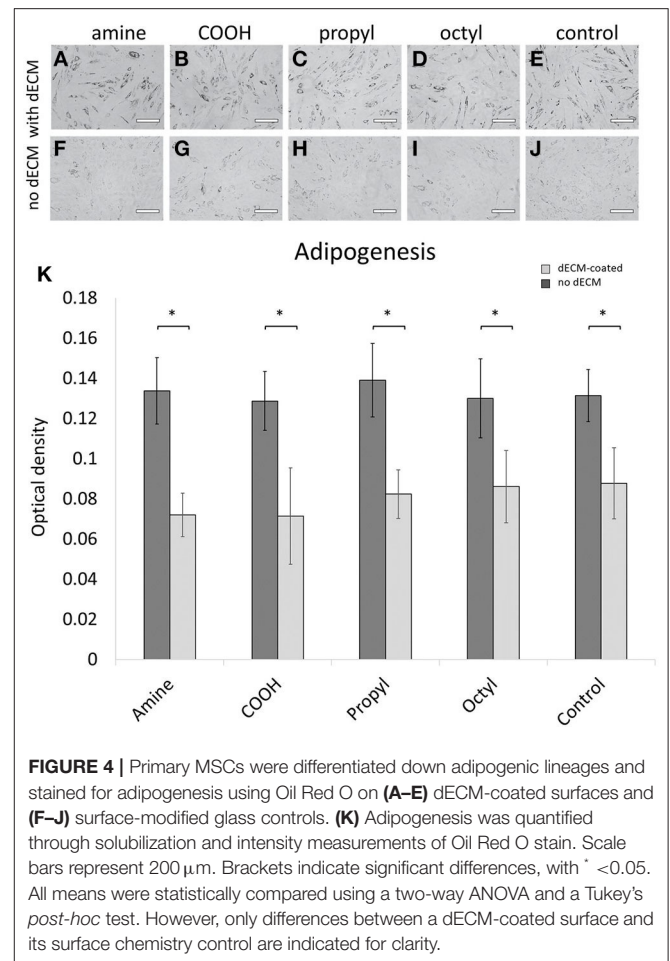 amine COOH propyl octyl control
with dECM
A B C D E
no dECM
F G H I J
Adipogenesis
K
dECM-coated
no dECM
* * * * *
Optical density
0.18
0.16
0.14
0.12
0.1
0.08
0.06
0.04
0.02
0
Amine COOH Propyl Octyl Control
FIGURE 4 | Primary MSCs were differentiated down adipogenic lineages and
stained for adipogenesis using Oil Red O on (A–E) dECM-coated surfaces and
(F–J) surface-modified glass controls. (K) Adipogenesis was quantified
through solubilization and intensity measurements of Oil Red O stain. Scale
bars represent 200 μm. Brackets indicate significant differences, with * <0.05.
All means were statistically compared using a two-way ANOVA and a Tukey's
post-hoc test. However, only differences between a dECM-coated surface and
its surface chemistry control are indicated for clarity.